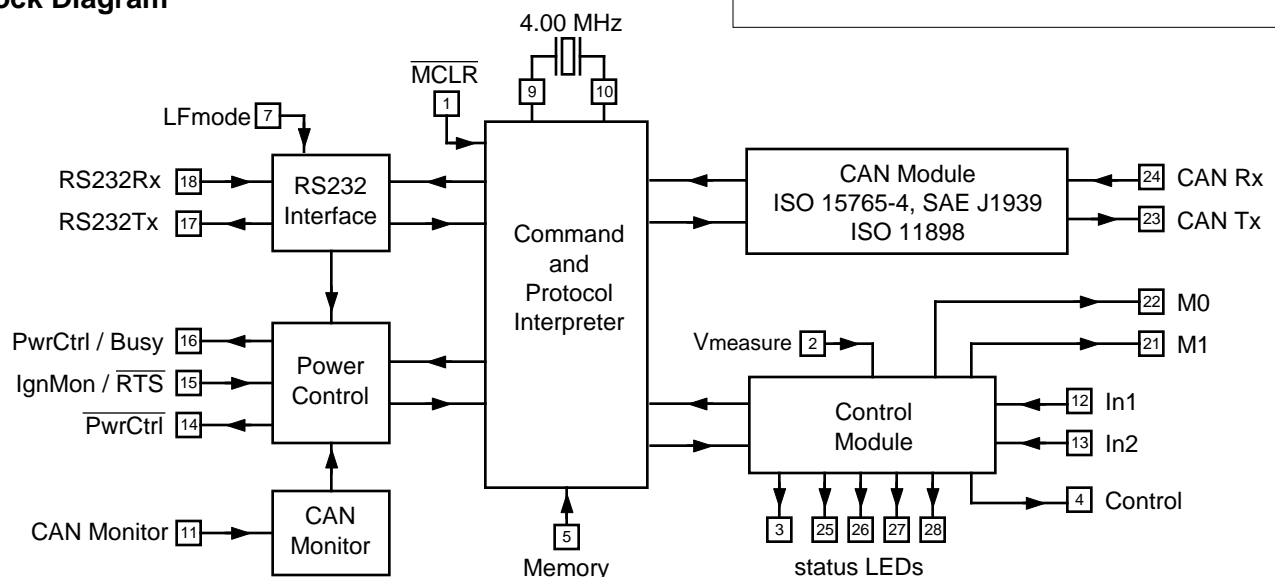 ock Diagram
4.00 MHz
9
10
MCLR
1
LFmode
7
RS232Rx
18
RS232Tx
17
RS232
Interface
Command
and
Protocol
Interpreter
CAN Module
ISO 15765-4, SAE J1939
ISO 11898
24
CAN Rx
23
CAN Tx
22
M0
21
M1
Vmeasure
2
PwrCtrl / Busy
16
IgnMon / RTS
15
PwrCtrl
14
Power
Control
Control
Module
12
In1
13
In2
4
Control
CAN Monitor
11
CAN
Monitor
5
Memory
3
25
26
27
28
status LEDs